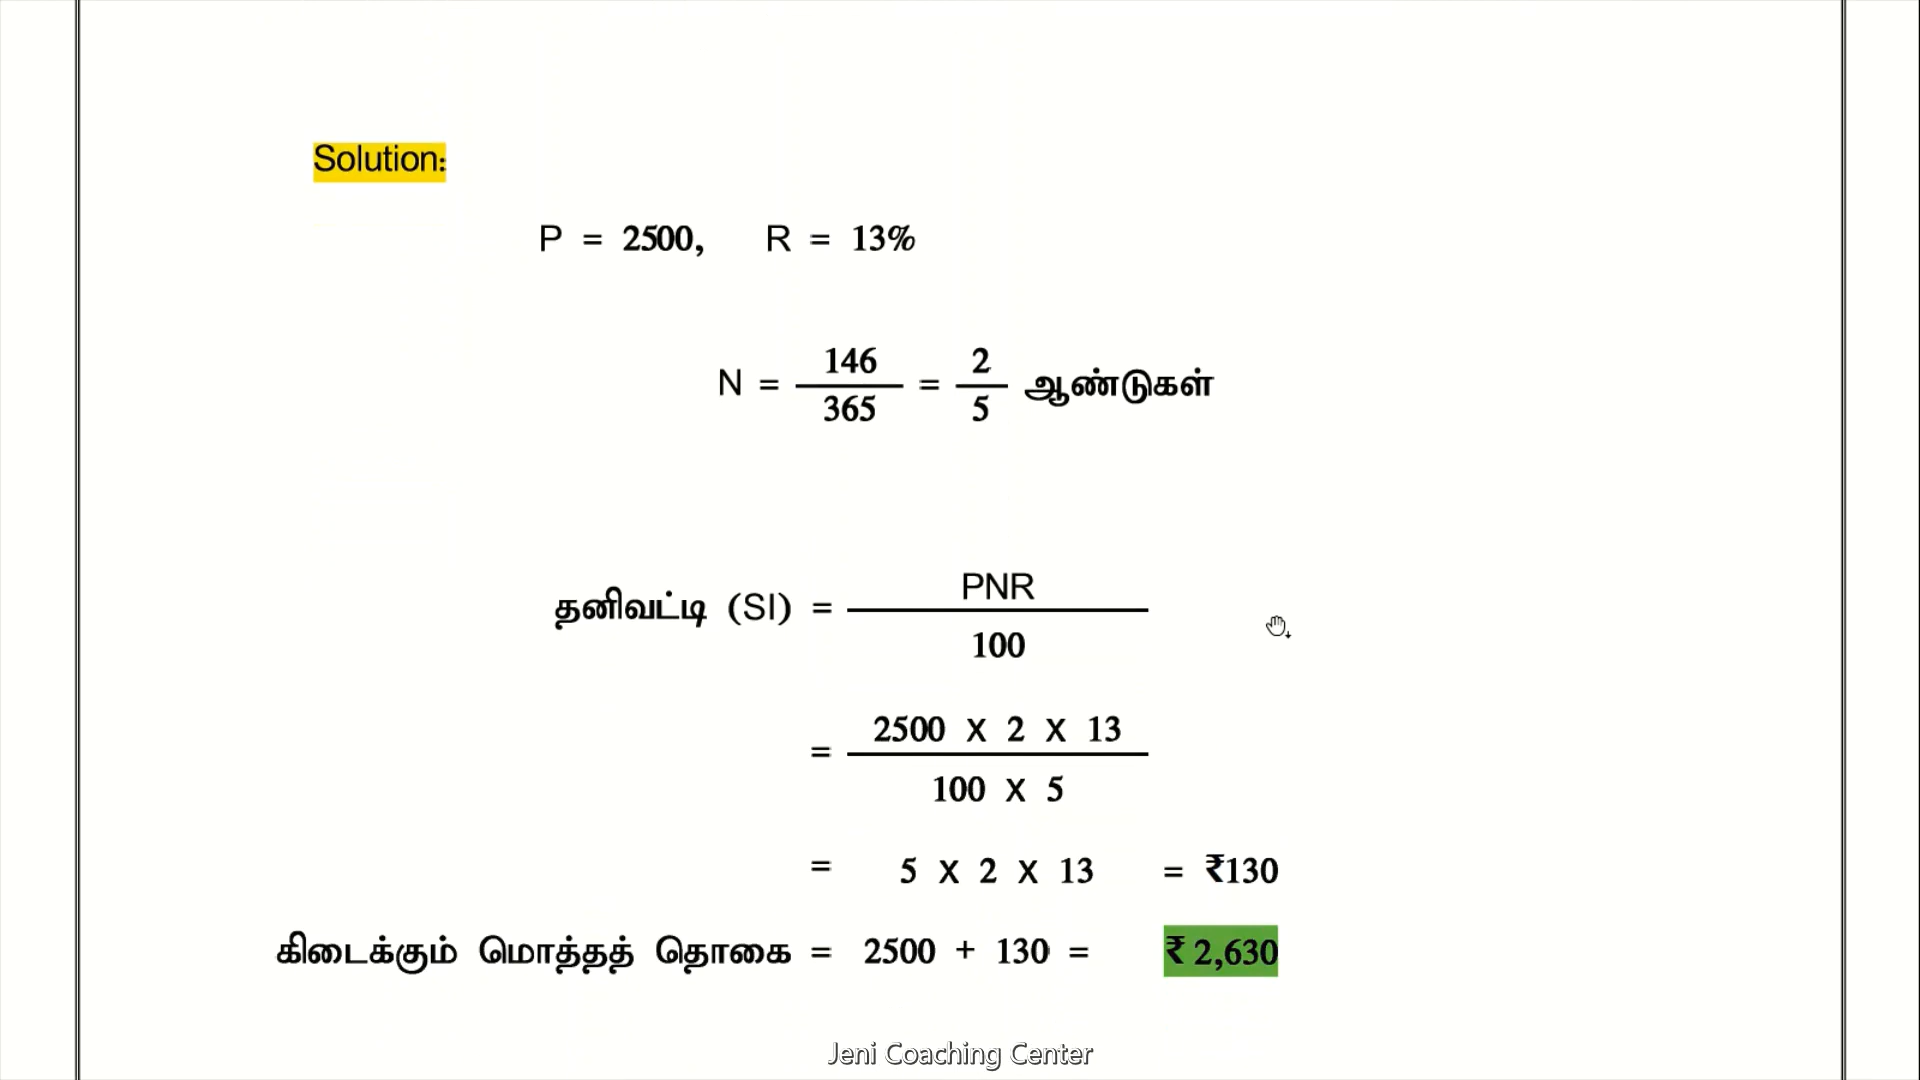 Solution:
P = 2500, R = 13%
N = 146/365 = 2/5 ஆண்டுகள்
தனிவட்டி (SI) = PNR/100
= 2500 X 2 X 13 / 100 X 5
= 5 X 2 X 13 = ₹130
கிடைக்கும் மொத்தத் தொகை = 2500 + 130 = ₹ 2,630
Jeni Coaching Center